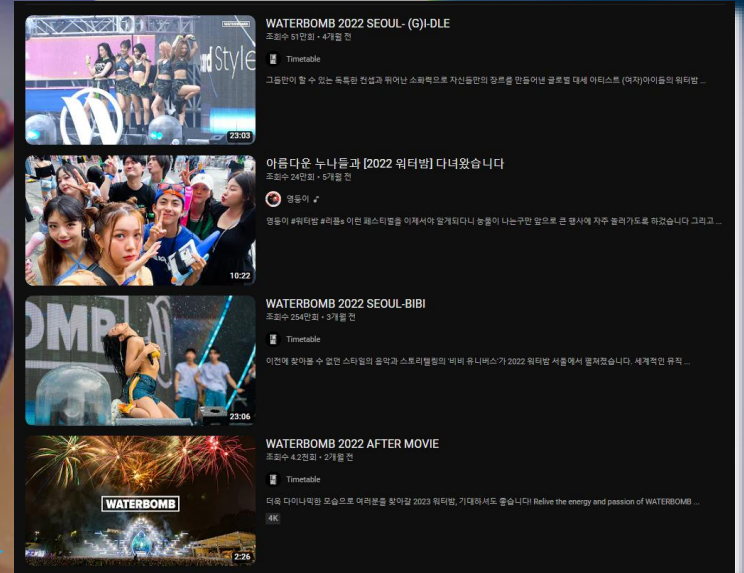 WATERBOMB
nd Style
23:03
WATERBOMB 2022 SEOUL- (G)I-DLE
조회수 51만회 • 4개월 전
Timetable
그들만이 할 수 있는 독특한 컨셉과 뛰어난 소화력으로 자신들만의 장르를 만들어낸 글로벌 대세 아티스트 (여자)아이들의 워터밤 ...
10:22
아름다운 누나들과 [2022 워터밤] 다녀왔습니다
조회수 24만회 • 5개월 전
영둥이 ♪
영둥이 #워터밤 #리폼s 이런 페스티벌을 이제서야 알게되다니 눙물이 나는구만 앞으로 큰 행사에 자주 놀러가도록 하겠습니다 그리고 ...
OMB
23:06
WATERBOMB 2022 SEOUL-BIBI
조회수 254만회 • 3개월 전
Timetable
이전에 찾아볼 수 없던 스타일의 음악과 스토리텔링의 '비비 유니버스'가 2022 워터밤 서울에서 펼쳐졌습니다. 세계적인 뮤직 ...
WATERBOMB
2:26
WATERBOMB 2022 AFTER MOVIE
조회수 4.2천회 • 2개월 전
Timetable
더욱 다이나믹한 모습으로 여러분을 찾아갈 2023 워터밤, 기대하셔도 좋습니다! Relive the energy and passion of WATERBOMB ...
4K